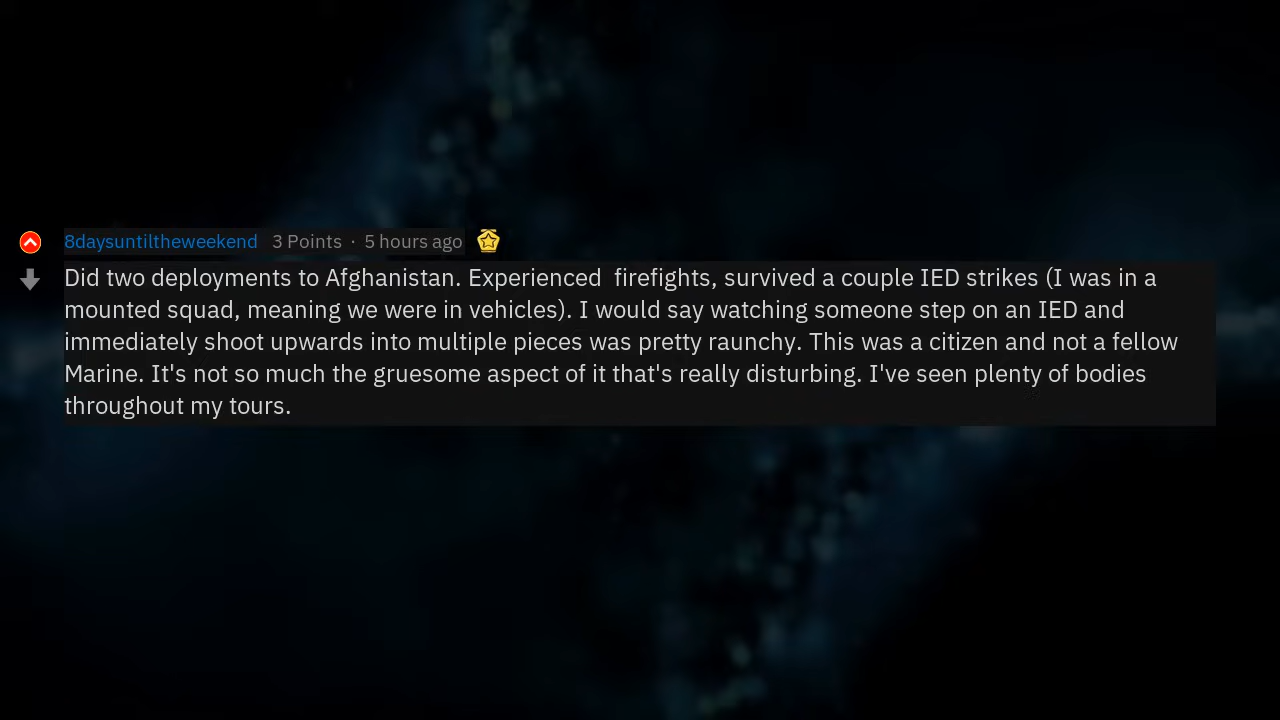 8daysuntiltheweekend 3 Points · 5 hours ago
Did two deployments to Afghanistan. Experienced  firefights, survived a couple IED strikes (I was in a
mounted squad, meaning we were in vehicles). I would say watching someone step on an IED and
immediately shoot upwards into multiple pieces was pretty raunchy. This was a citizen and not a fellow
Marine. It's not so much the gruesome aspect of it that's really disturbing. I've seen plenty of bodies
throughout my tours.